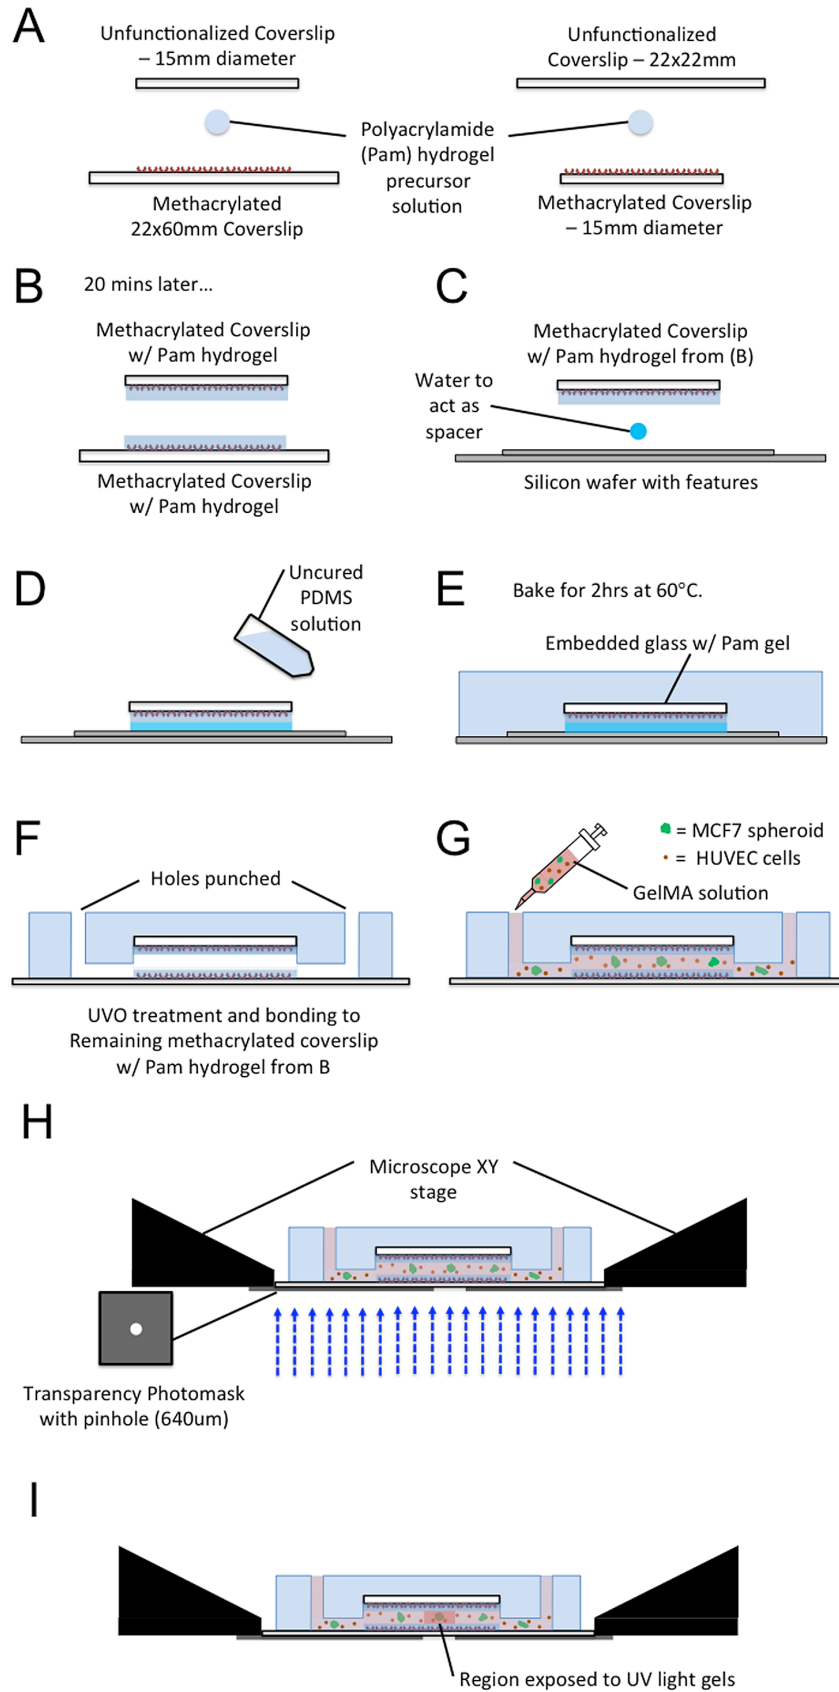 A
Unfunctionalized Coverslip
– 15mm diameter
Unfunctionalized
Coverslip – 22x22mm
Polyacrylamide
(Pam) hydrogel
precursor
solution
Methacrylated
22x60mm Coverslip
Methacrylated Coverslip
– 15mm diameter
B
20 mins later...
Methacrylated Coverslip
w/ Pam hydrogel
Methacrylated Coverslip
w/ Pam hydrogel
C
Methacrylated Coverslip
w/ Pam hydrogel from (B)
Water to
act as
spacer
Silicon wafer with features
D
Uncured
PDMS
solution
E
Bake for 2hrs at 60°C.
Embedded glass w/ Pam gel
F
Holes punched
UVO treatment and bonding to
Remaining methacrylated coverslip
w/ Pam hydrogel from B
G
= MCF7 spheroid
= HUVEC cells
GelMA solution
H
Microscope XY
stage
Transparency Photomask
with pinhole (640um)
I
Region exposed to UV light gels